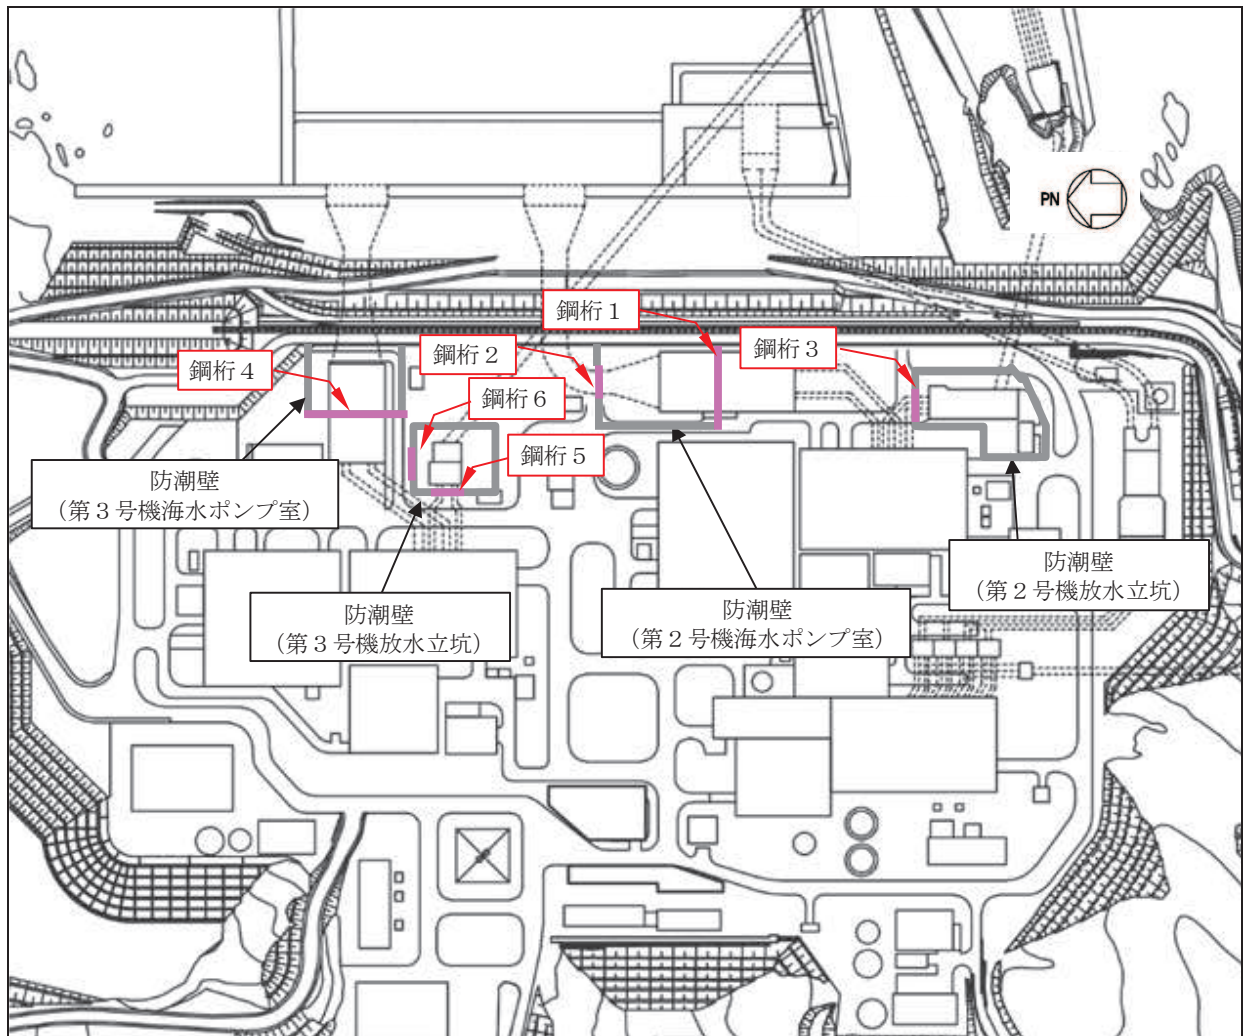 PN
鋼桁１
鋼桁２
鋼桁３
鋼桁４
鋼桁６
鋼桁５
防潮壁
（第３号機海水ポンプ室）
防潮壁
（第２号機放水立坑）
防潮壁
（第３号機放水立坑）
防潮壁
（第２号機海水ポンプ室）